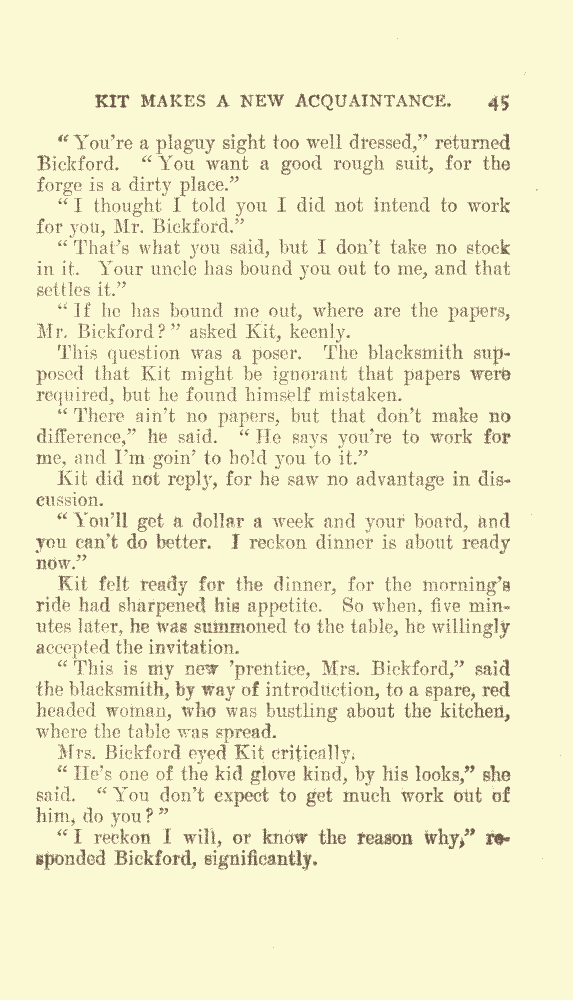 KIT MAKES A NEW ACQUAINTANCE. 45
“You're a plaguy sight too well dressed,” returned
Bickford. “You want a good rough suit, for the
forge is a dirty place.”
“I thought I told you I did not intend to work
for you, Mr. Bickford.”
“That's what you said, but I don't take no stock
in it. Your uncle has bound you out to me, and that
settles it.”
“If he has bound me out, where are the papers,
Mr. Bickford?” asked Kit, keenly.
This question was a poser. The blacksmith sup-
posed that Kit might be ignorant that papers were
required, but he found himself mistaken.
“There ain't no papers, but that don't make no
difference,” he said. “He says you're to work for
me, and I'm goin' to hold you to it.”
Kit did not reply, for he saw no advantage in dis-
cussion.
“You'll get a dollar a week and your board, and
you can't do better. I reckon dinner is about ready
now.”
Kit felt ready for the dinner, for the morning's
ride had sharpened his appetite. So when, five min-
utes later, he was summoned to the table, he willingly
accepted the invitation.
“This is my new 'prentice, Mrs. Bickford,” said
the blacksmith, by way of introduction, to a spare, red
headed woman, who was bustling about the kitchen,
where the table was spread.
Mrs. Bickford eyed Kit critically.
“He's one of the kid glove kind, by his looks,” she
said. “You don't expect to get much work out of
him, do you?”
“I reckon I will, or know the reason why,” re-
sponded Bickford, significantly.